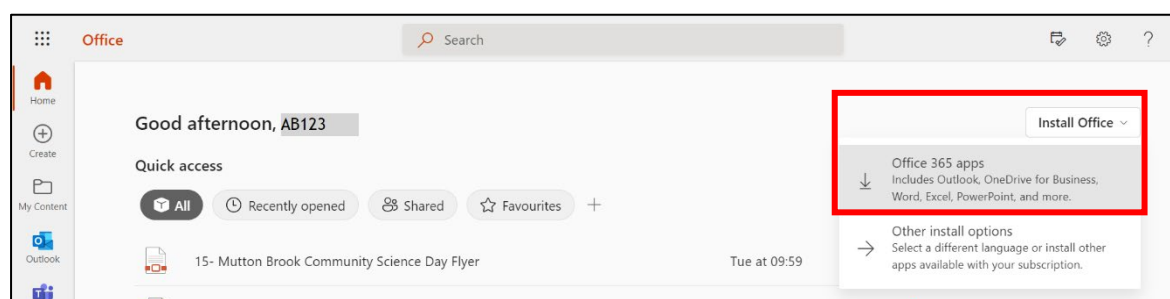 Office
Search
Home
Good afternoon, AB123
Install Office
Create
Quick access
Office 365 apps
Includes Outlook, OneDrive for Business,
Word, Excel, PowerPoint, and more.
My Content
All
Recently opened
Shared
Favourites
Other install options
Select a different language or install other
apps available with your subscription.
Outlook
15- Mutton Brook Community Science Day Flyer
Tue at 09:59